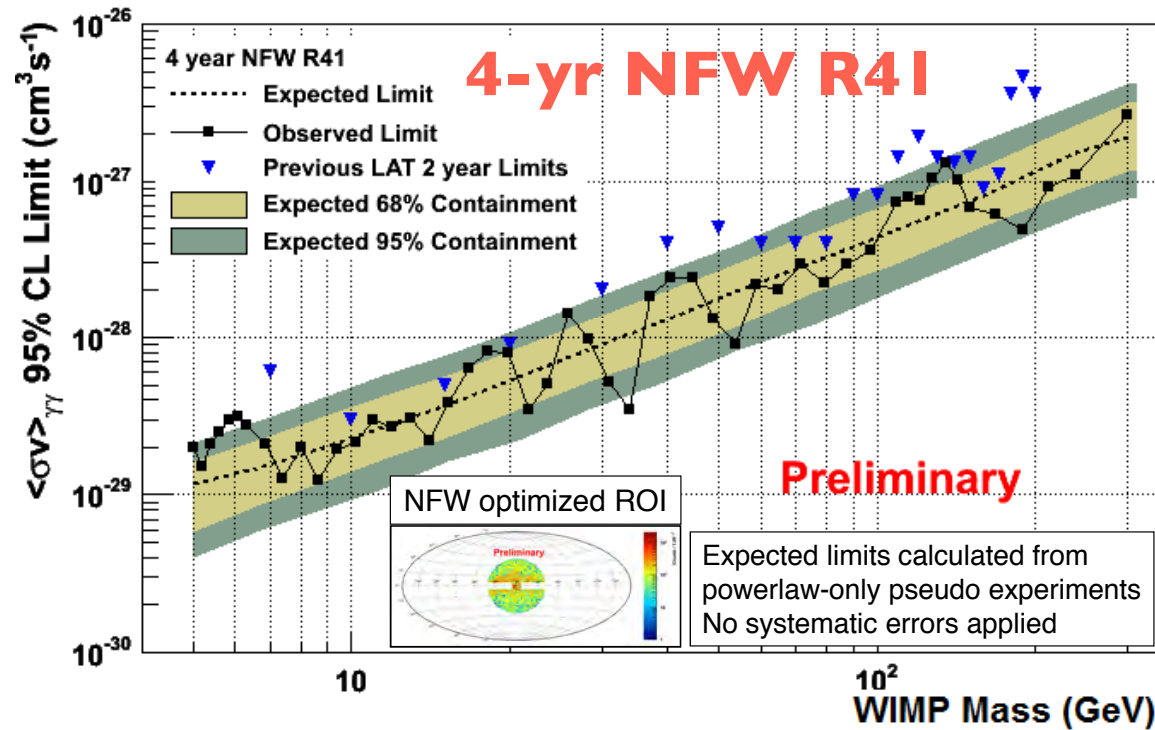 10⁻²⁶
10⁻²⁷
10⁻²⁸
10⁻²⁹
10⁻³⁰
<σv>γγ 95% CL Limit (cm³s⁻¹)
4-yr NFW R41
4 year NFW R41
Expected Limit
Observed Limit
Previous LAT 2 year Limits
Expected 68% Containment
Expected 95% Containment
Preliminary
NFW optimized ROI
Preliminary
Expected limits calculated from
powerlaw-only pseudo experiments
No systematic errors applied
10
10²
WIMP Mass (GeV)